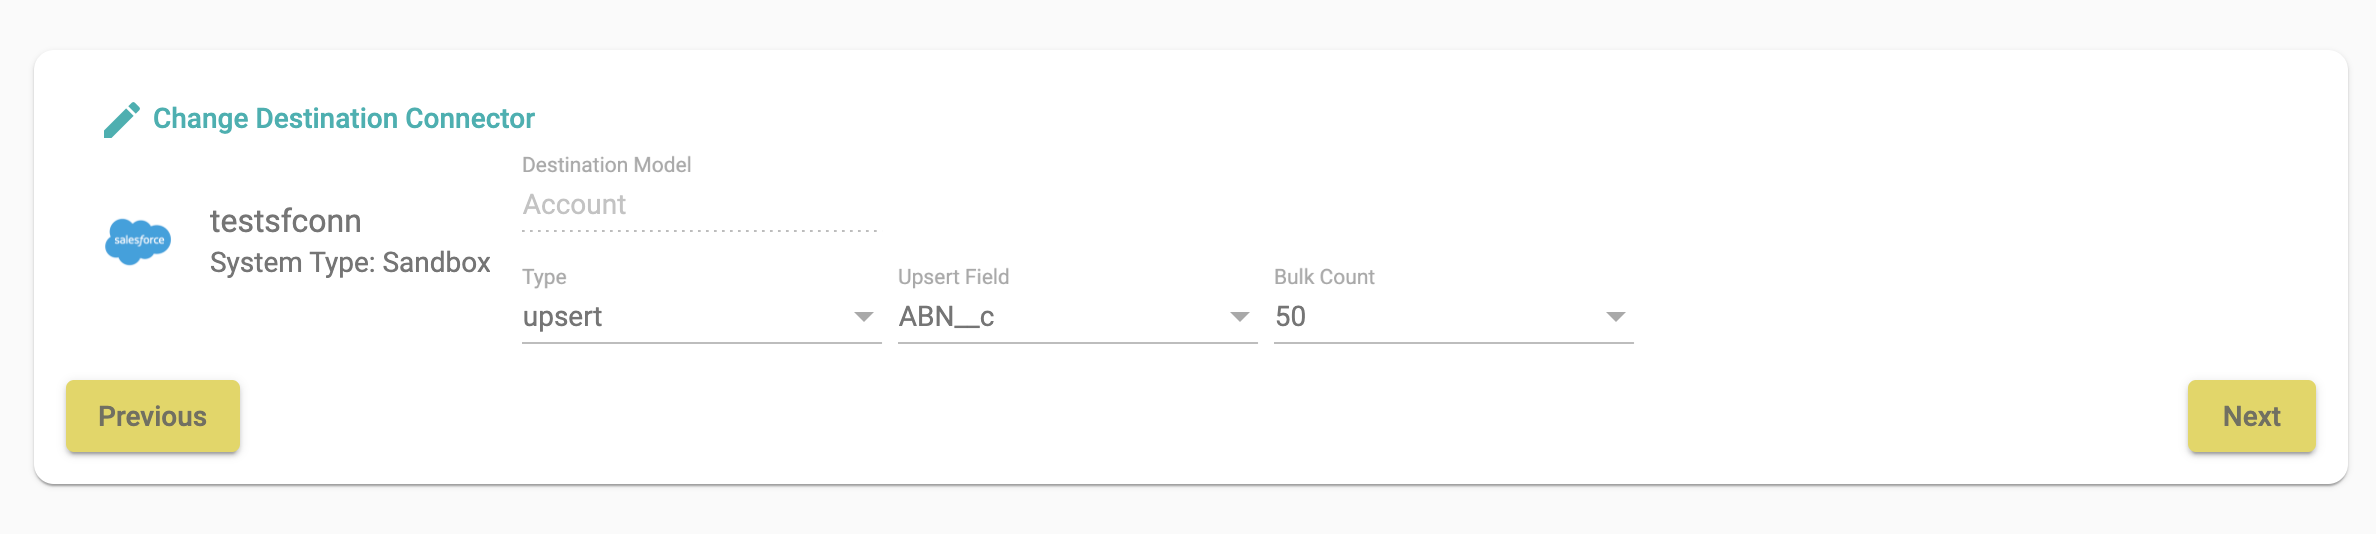 Change Destination Connector
Destination Model
Account
salesforce
testsfconn
System Type: Sandbox
Type
upsert
Upsert Field
ABN__c
Bulk Count
50
Previous
Next